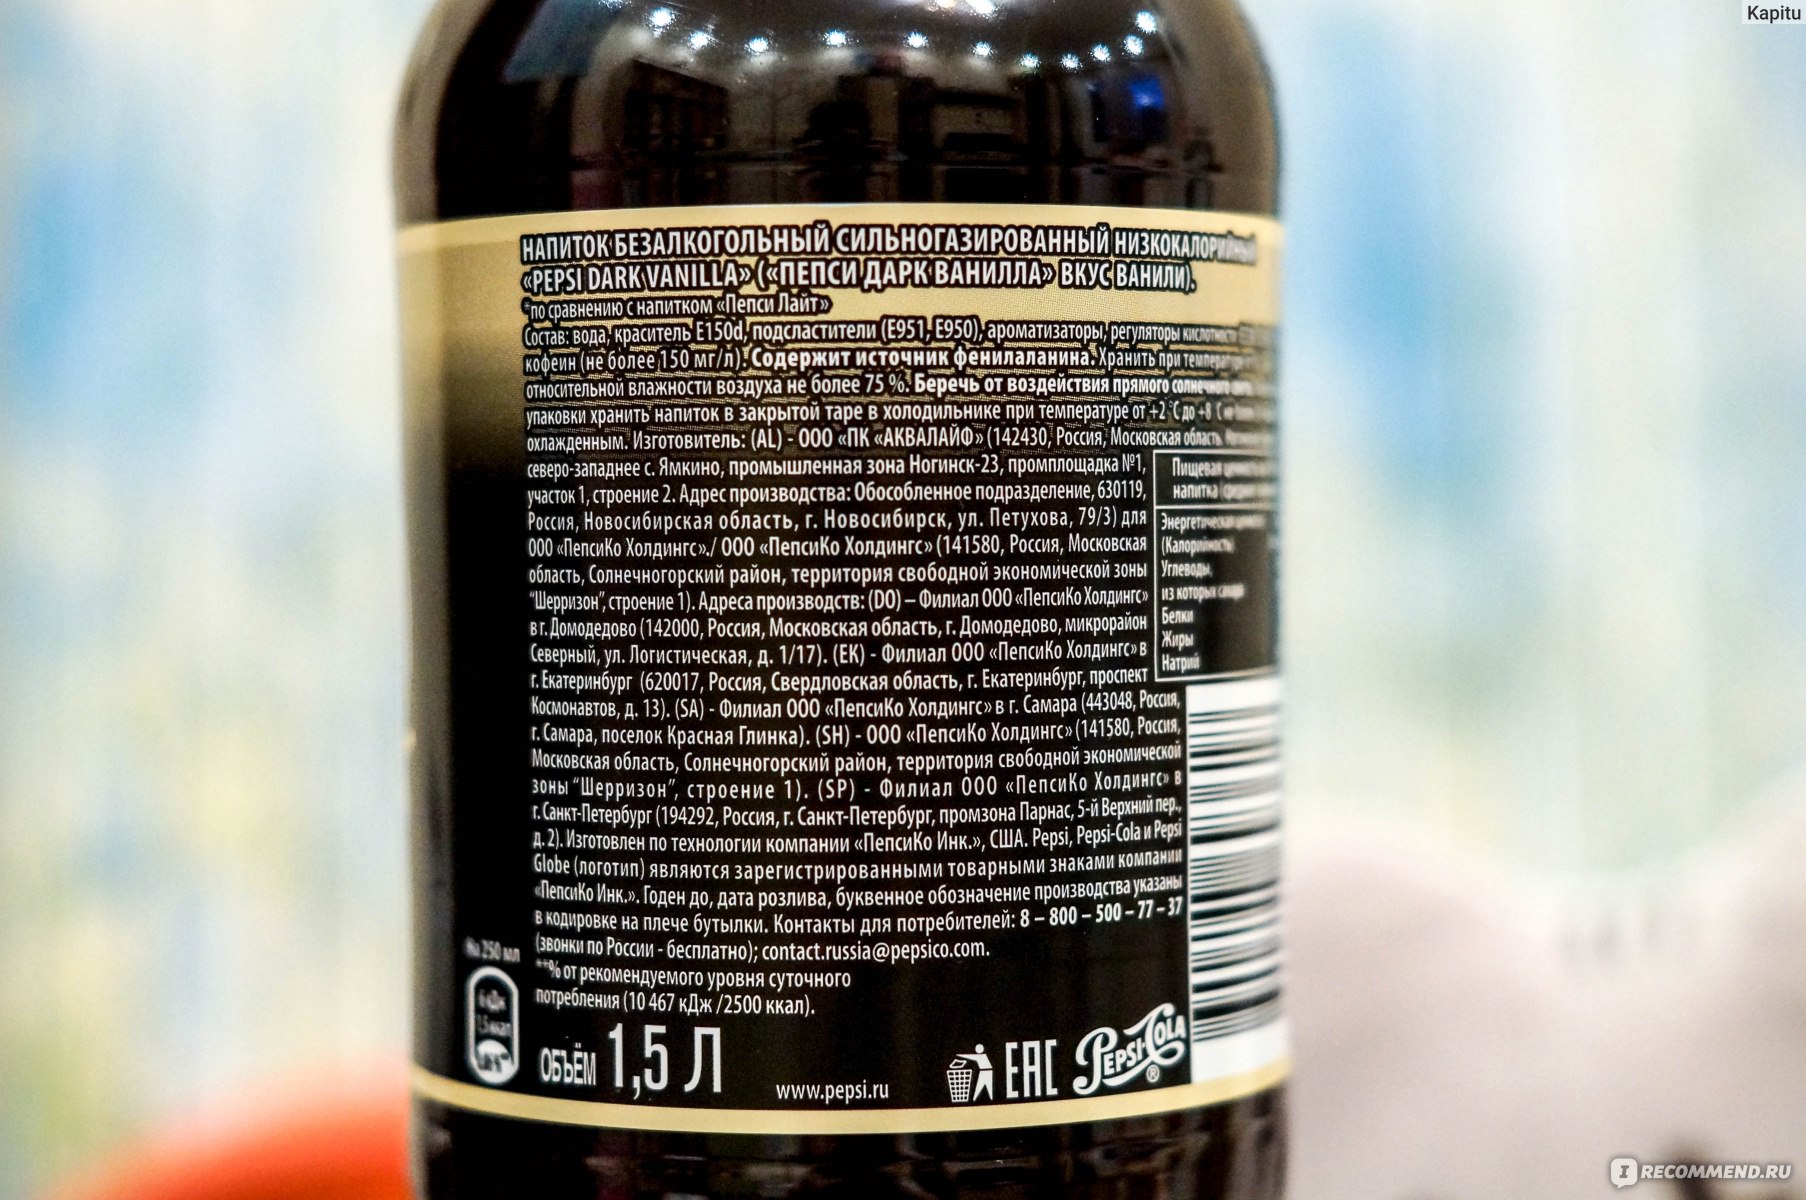 Kapitu
НАПИТОК БЕЗАЛКОГОЛЬНЫЙ СИЛЬНОГАЗИРОВАННЫЙ НИЗКОКАЛОРИЙНЫЙ
«PEPSI DARK VANILLA» («ПЕПСИ ДАРК ВАНИЛЛА» ВКУС ВАНИЛИ).
*по сравнению с напитком «Пепси Лайт»
Состав: вода, краситель Е150d, подсластители (Е951, Е950), ароматизаторы, регуляторы кислотности
кофеин (не более 150 мг/л). Содержит источник фенилаланина. Хранить при температуре
относительной влажности воздуха не более 75 %. Беречь от воздействия прямого солнечного света.
упаковки хранить напиток в закрытой таре в холодильнике при температуре от +2 °С до +8 °С
охлажденным. Изготовитель: (AL) - ООО «ПК «АКВАЛАЙФ» (142430, Россия, Московская область,
северо-западнее с. Ямкино, промышленная зона Ногинск-23, промплощадка №1,
участок 1, строение 2. Адрес производства: Обособленное подразделение, 630119,
Россия, Новосибирская область, г. Новосибирск, ул. Петухова, 79/3) для
ООО «ПепсиКо Холдингс»./ ООО «ПепсиКо Холдингс» (141580, Россия, Московская
область, Солнечногорский район, территория свободной экономической зоны
"Шерризон", строение 1). Адреса производств: (DO) – Филиал ООО «ПепсиКо Холдингс»
в г. Домодедово (142000, Россия, Московская область, г. Домодедово, микрорайон
Северный, ул. Логистическая, д. 1/17). (EK) - Филиал ООО «ПепсиКо Холдингс» в
г. Екатеринбург (620017, Россия, Свердловская область, г. Екатеринбург, проспект
Космонавтов, д. 13). (SA) - Филиал ООО «ПепсиКо Холдингс» в г. Самара (443048, Россия,
г. Самара, поселок Красная Глинка). (SH) - ООО «ПепсиКо Холдингс» (141580, Россия,
Московская область, Солнечногорский район, территория свободной экономической
зоны "Шерризон", строение 1). (SP) - Филиал ООО «ПепсиКо Холдингс» в
г. Санкт-Петербург (194292, Россия, г. Санкт-Петербург, промзона Парнас, 5-й Верхний пер.,
д. 2). Изготовлен по технологии компании «ПепсиКо Инк.», США. Pepsi, Pepsi-Cola и Pepsi
Globe (логотип) являются зарегистрированными товарными знаками компании
«ПепсиКо Инк.». Годен до, дата розлива, буквенное обозначение производства указаны
в кодировке на плече бутылки. Контакты для потребителей: 8 – 800 – 500 – 77 – 37
(звонки по России - бесплатно); contact.russia@pepsico.com.
**% от рекомендуемого уровня суточного
потребления (10 467 кДж /2500 ккал).
Пищевая ценность
напитка
Энергетическая ценность
(Калорийность
Углеводы,
из которых сахара
Белки
Жиры
Натрий
На 250 мл
ОБЪЁМ 1,5 Л
www.pepsi.ru
EAC
PEPSI-COLA ®
IRECOMMEND.RU